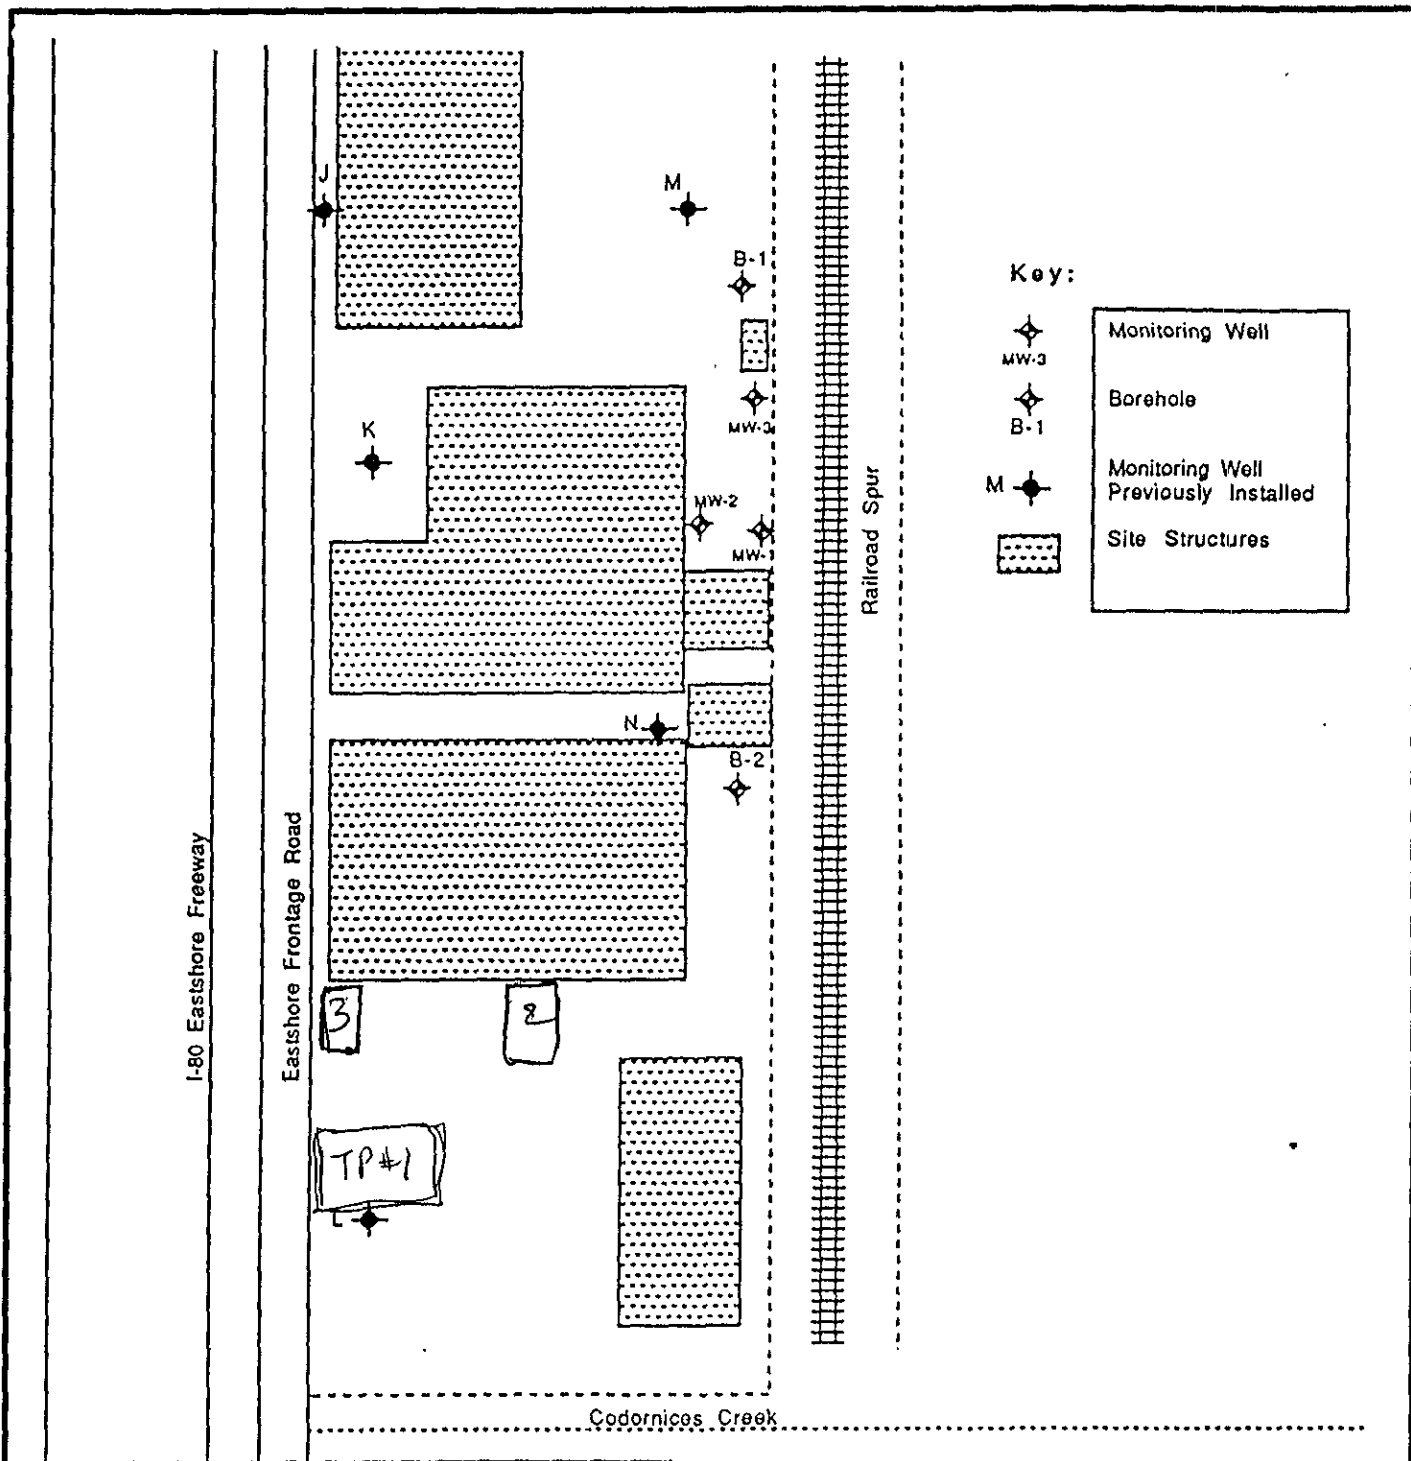 J
M
B-1
Key:
Monitoring Well
MW-3
Borehole
B-1
MW-3
K
M
Monitoring Well
Previously Installed
Railroad Spur
MW-2
MW-
Site Structures
N
B-2
I-80 Eastshore Freeway
Eastshore Frontage Road
3
2
TP#1
L
Codornices Creek